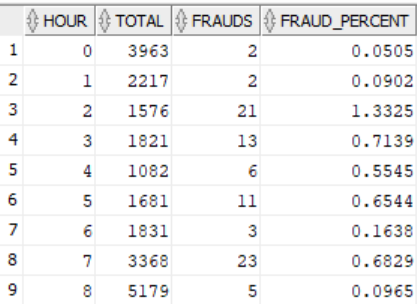 HOUR TOTAL FRAUDS FRAUD_PERCENT
1 0 3963 2 0.0505
2 1 2217 2 0.0902
3 2 1576 21 1.3325
4 3 1821 13 0.7139
5 4 1082 6 0.5545
6 5 1681 11 0.6544
7 6 1831 3 0.1638
8 7 3368 23 0.6829
9 8 5179 5 0.0965